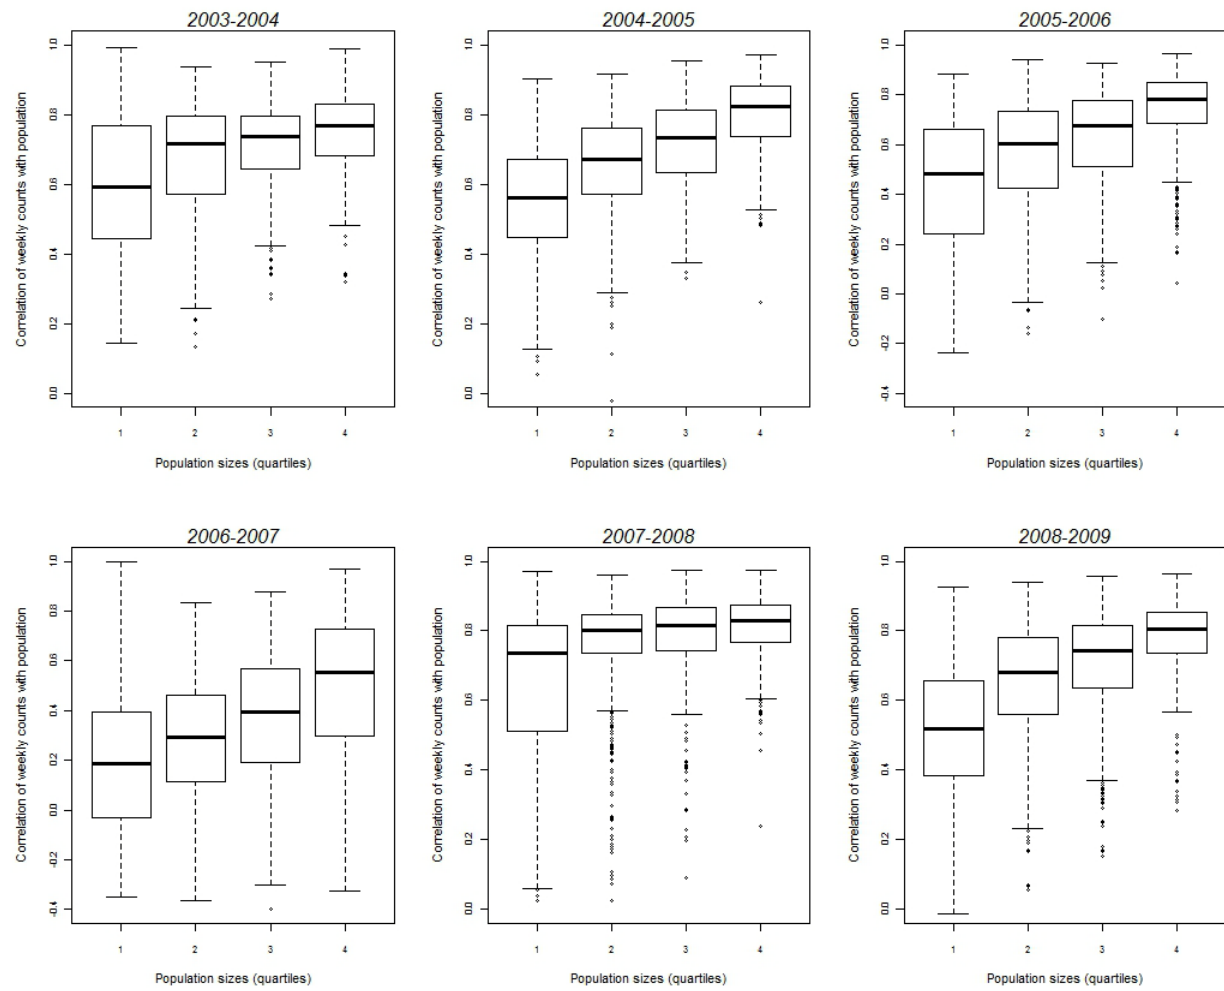 2003-2004
Correlation of weekly counts with population
1.0
0.8
0.6
0.4
0.2
0.0
1 2 3 4
Population sizes (quartiles)
2004-2005
Correlation of weekly counts with population
1.0
0.8
0.6
0.4
0.2
0.0
1 2 3 4
Population sizes (quartiles)
2005-2006
Correlation of weekly counts with population
1.0
0.8
0.6
0.4
0.2
0.0
-0.2
-0.4
1 2 3 4
Population sizes (quartiles)
2006-2007
Correlation of weekly counts with population
1.0
0.8
0.6
0.4
0.2
0.0
-0.2
-0.4
1 2 3 4
Population sizes (quartiles)
2007-2008
Correlation of weekly counts with population
1.0
0.8
0.6
0.4
0.2
0.0
1 2 3 4
Population sizes (quartiles)
2008-2009
Correlation of weekly counts with population
1.0
0.8
0.6
0.4
0.2
0.0
1 2 3 4
Population sizes (quartiles)